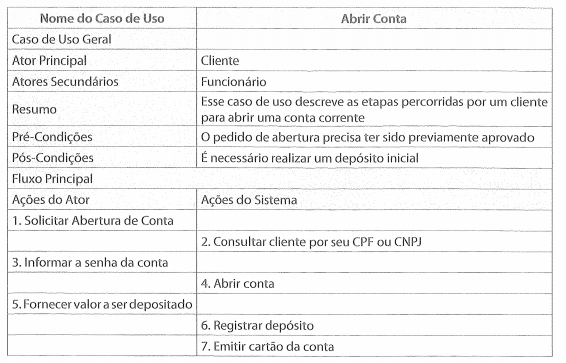 Nome do Caso de Uso Abrir Conta
Caso de Uso Geral
Ator Principal Cliente
Atores Secundários Funcionário
Resumo Esse caso de uso descreve as etapas percorridas por um cliente
para abrir uma conta corrente
Pré-Condições O pedido de abertura precisa ter sido previamente aprovado
Pós-Condições É necessário realizar um depósito inicial
Fluxo Principal
Ações do Ator Ações do Sistema
1. Solicitar Abertura de Conta
2. Consultar cliente por seu CPF ou CNPJ
3. Informar a senha da conta
4. Abrir conta
5. Fornecer valor a ser depositado
6. Registrar depósito
7. Emitir cartão da conta